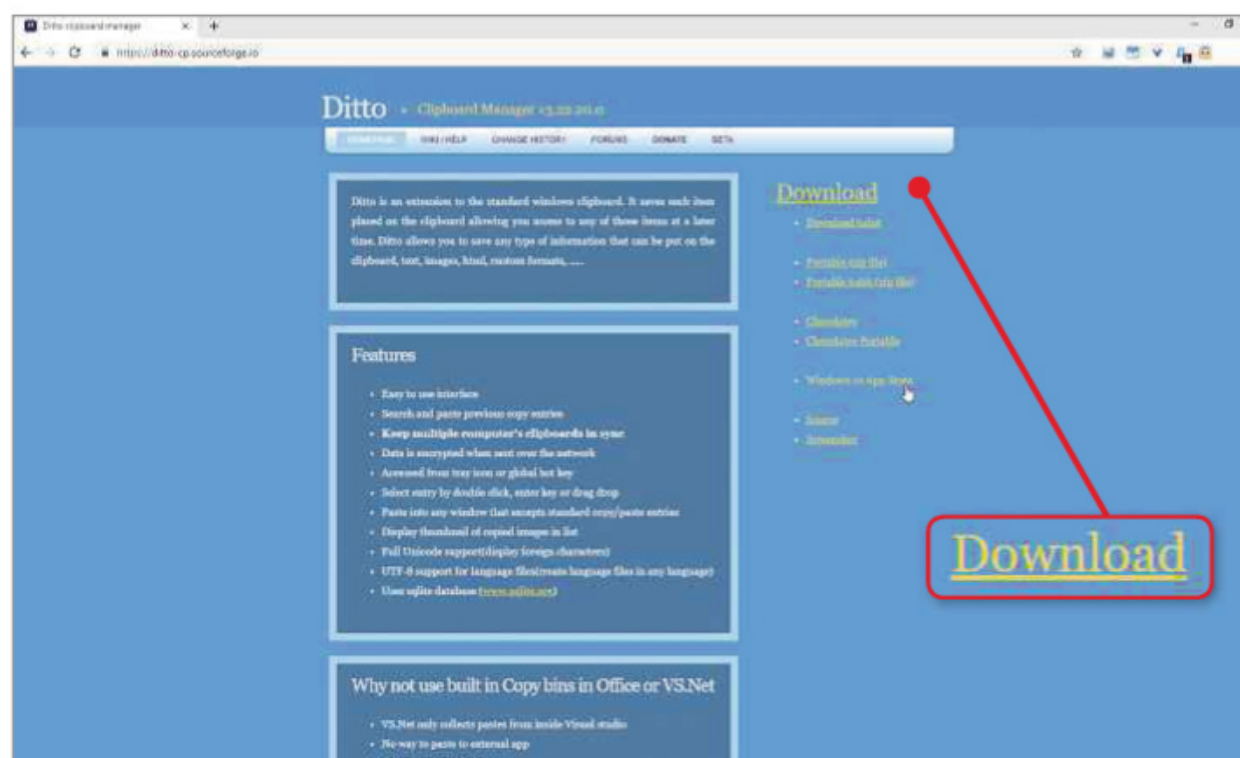 Ditto clipboard manager
https://ditto-cp.sourceforge.io
Ditto
Clipboard Manager
WIKI / HELP CHANGE HISTORY FORUMS DONATE BETA
Ditto is an extension to the standard windows clipboard. It saves each item
placed on the clipboard allowing you access to any of those items at a later
time. Ditto allows you to save any type of information that can be put on the
clipboard, text, images, html, custom formats, .....
Features
Easy to use interface
Search and paste previous copy entries
Keep multiple computer's clipboards in sync
Data is encrypted when sent over the network
Accessed from tray icon or global hot key
Select entry by double click, enter key or drag drop
Paste into any window that excepts standard copy/paste entries
Display thumbnail of copied images in list
Full Unicode support(display foreign characters)
UTF-8 support for language files(create language files in any language)
Uses sqlite database (www.sqlite.org)
Why not use built in Copy bins in Office or VS.Net
VS.Net only collects pastes from inside Visual studio
No way to paste to external app
Download
Portable
Chocolatey
Chocolatey Portable
Windows 10 App Store
Source
Screenshot
Download